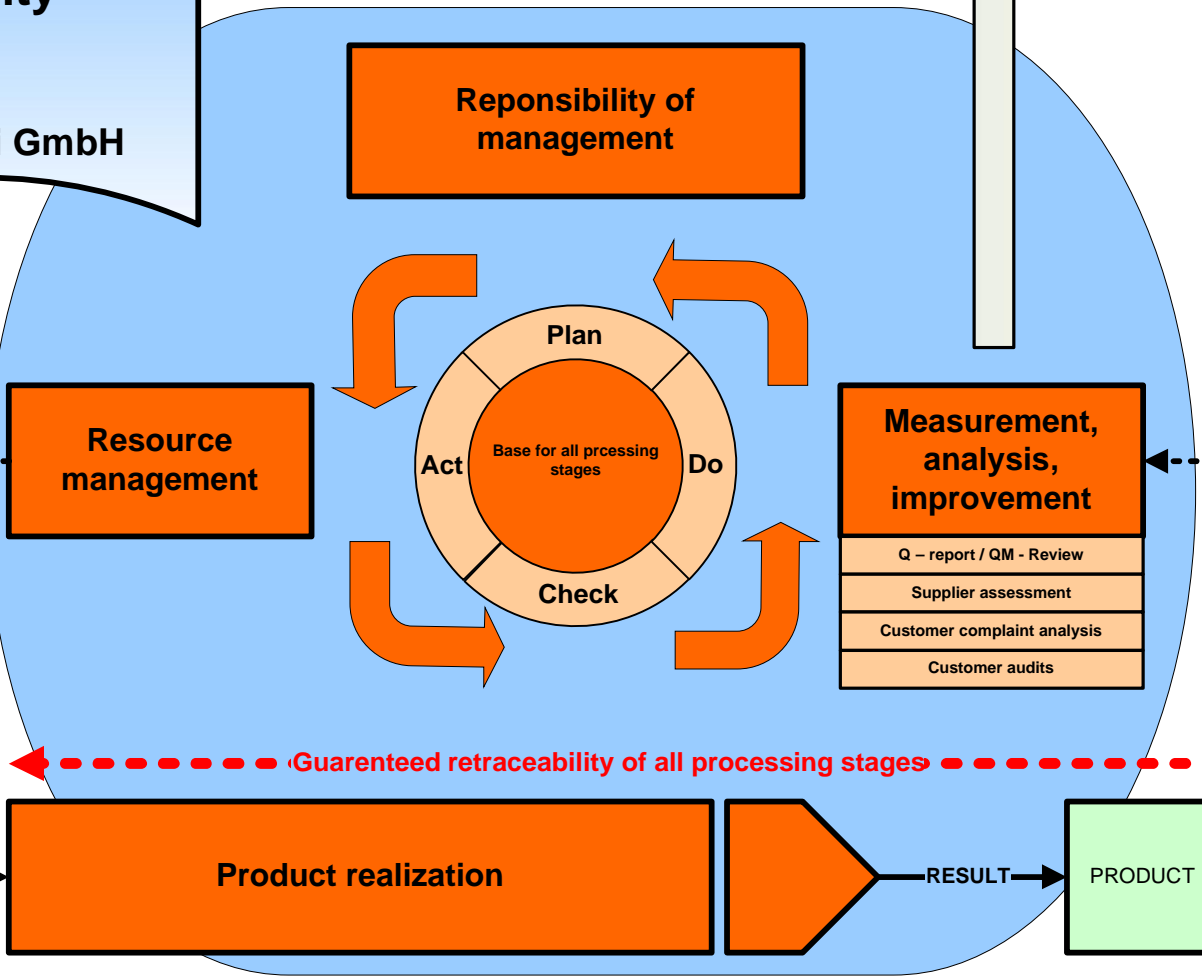 GmbH
Reponsibility of
management
Plan
Resource
management
Act
Base for all prcessing
stages
Do
Measurement,
analysis,
improvement
Check
Q – report / QM - Review
Supplier assessment
Customer complaint analysis
Customer audits
Guarenteed retraceability of all processing stages
Product realization
RESULT
PRODUCT